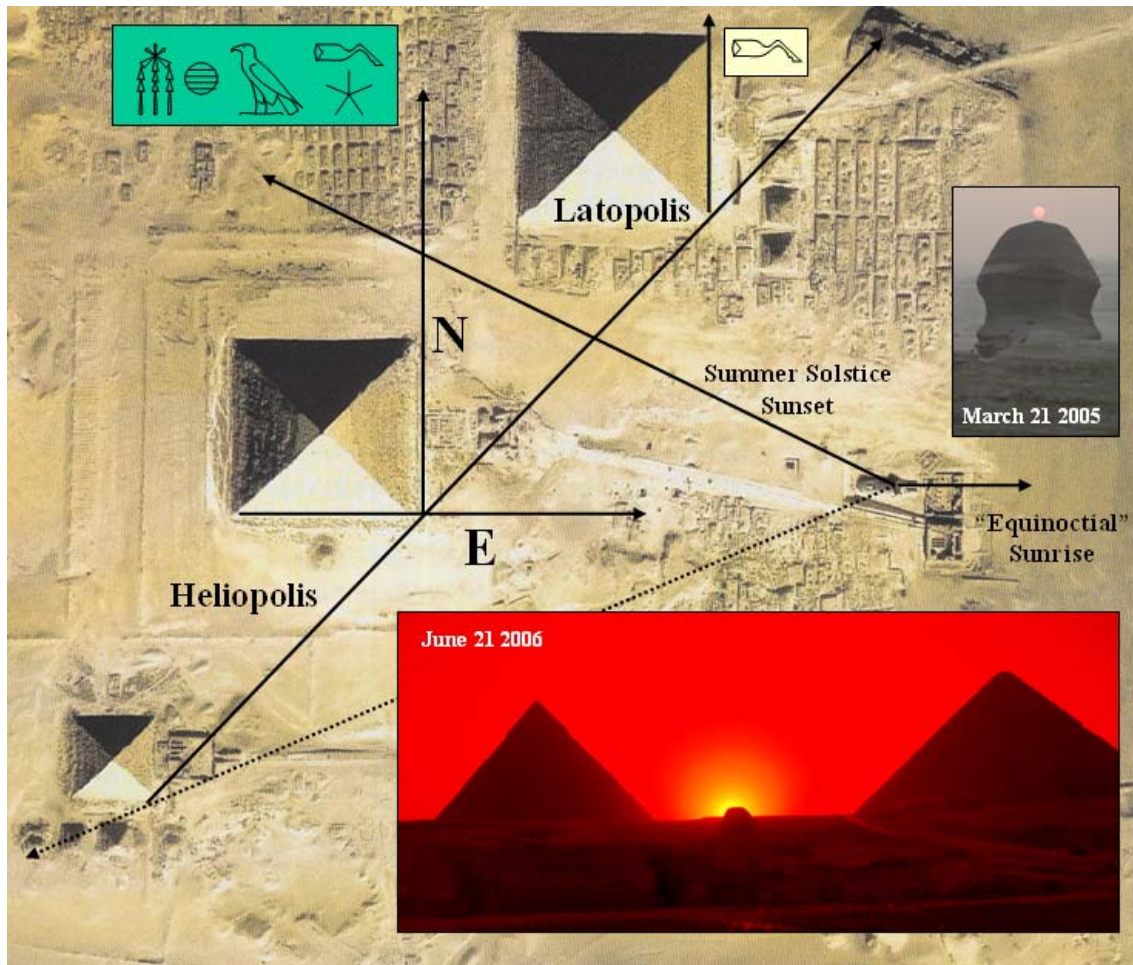 Latopolis
N
Summer Solstice
Sunset
March 21 2005
E
"Equinoctial"
Sunrise
Heliopolis
June 21 2006